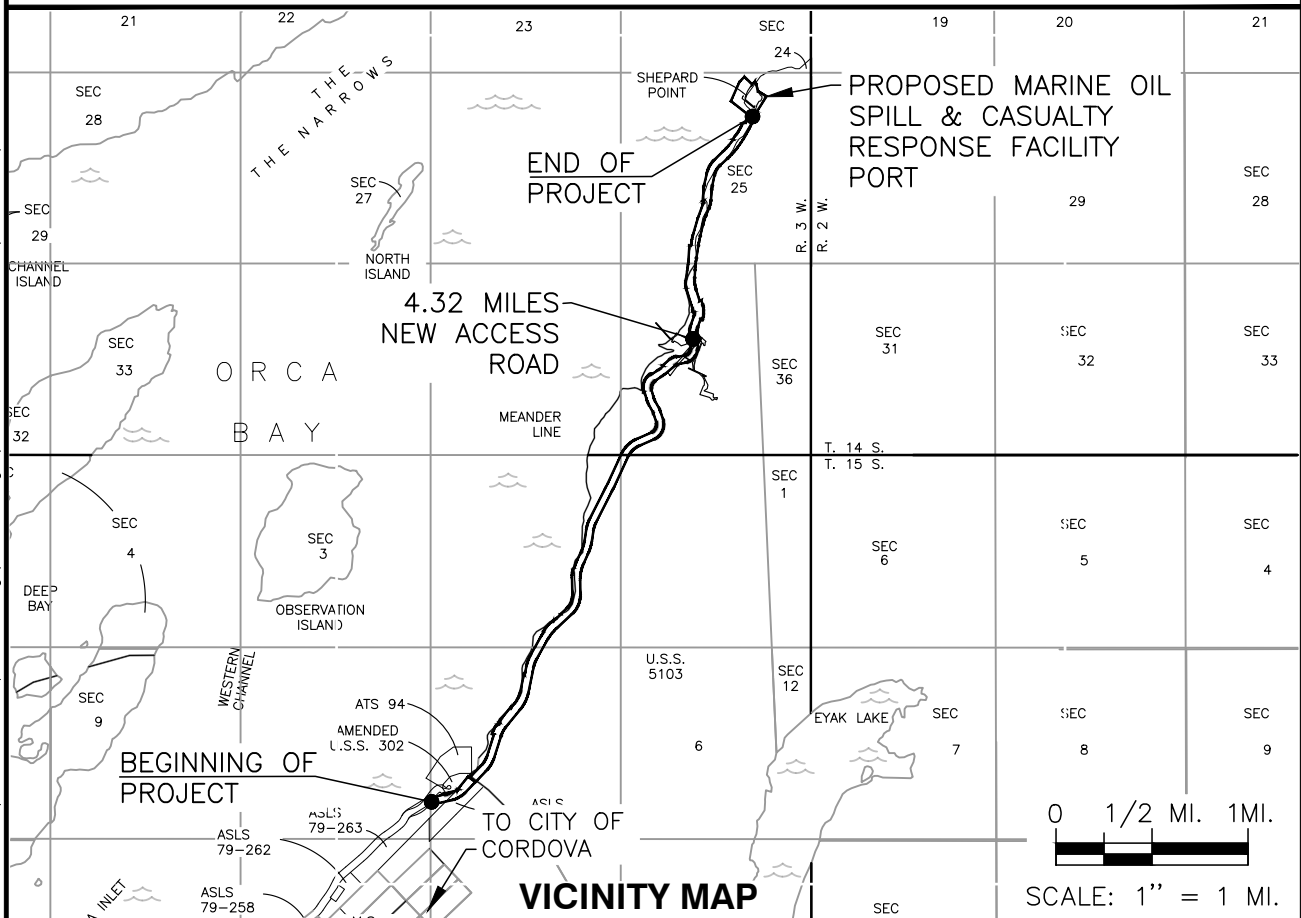 21
22
23
SEC
24
19
20
21
SEC
28
THE
THE NARROWS
SHEPARD
POINT
PROPOSED MARINE OIL
SPILL & CASUALTY
RESPONSE FACILITY
PORT
END OF
PROJECT
SEC
25
SEC
27
SEC
29
CHANNEL
ISLAND
NORTH
ISLAND
R. 3 W.
R. 2 W.
29
SEC
28
4.32 MILES
NEW ACCESS
ROAD
SEC
33
SEC
32
ORCA
BAY
MEANDER
LINE
SEC
36
SEC
31
SEC
32
SEC
33
T. 14 S.
T. 15 S.
SEC
4
SEC
3
SEC
1
SEC
6
SEC
5
SEC
4
DEEP
BAY
OBSERVATION
ISLAND
WESTERN
CHANNEL
U.S.S.
5103
SEC
12
SEC
9
ATS 94
AMENDED
U.S.S. 302
6
EYAK LAKE
SEC
7
SEC
8
SEC
9
BEGINNING OF
PROJECT
ASLS
79-263
ASLS
79-262
ASLS
79-258
ASLS
TO CITY OF
CORDOVA
INLET
VICINITY MAP
0 1/2 MI. 1MI.
SCALE: 1" = 1 MI.
SEC